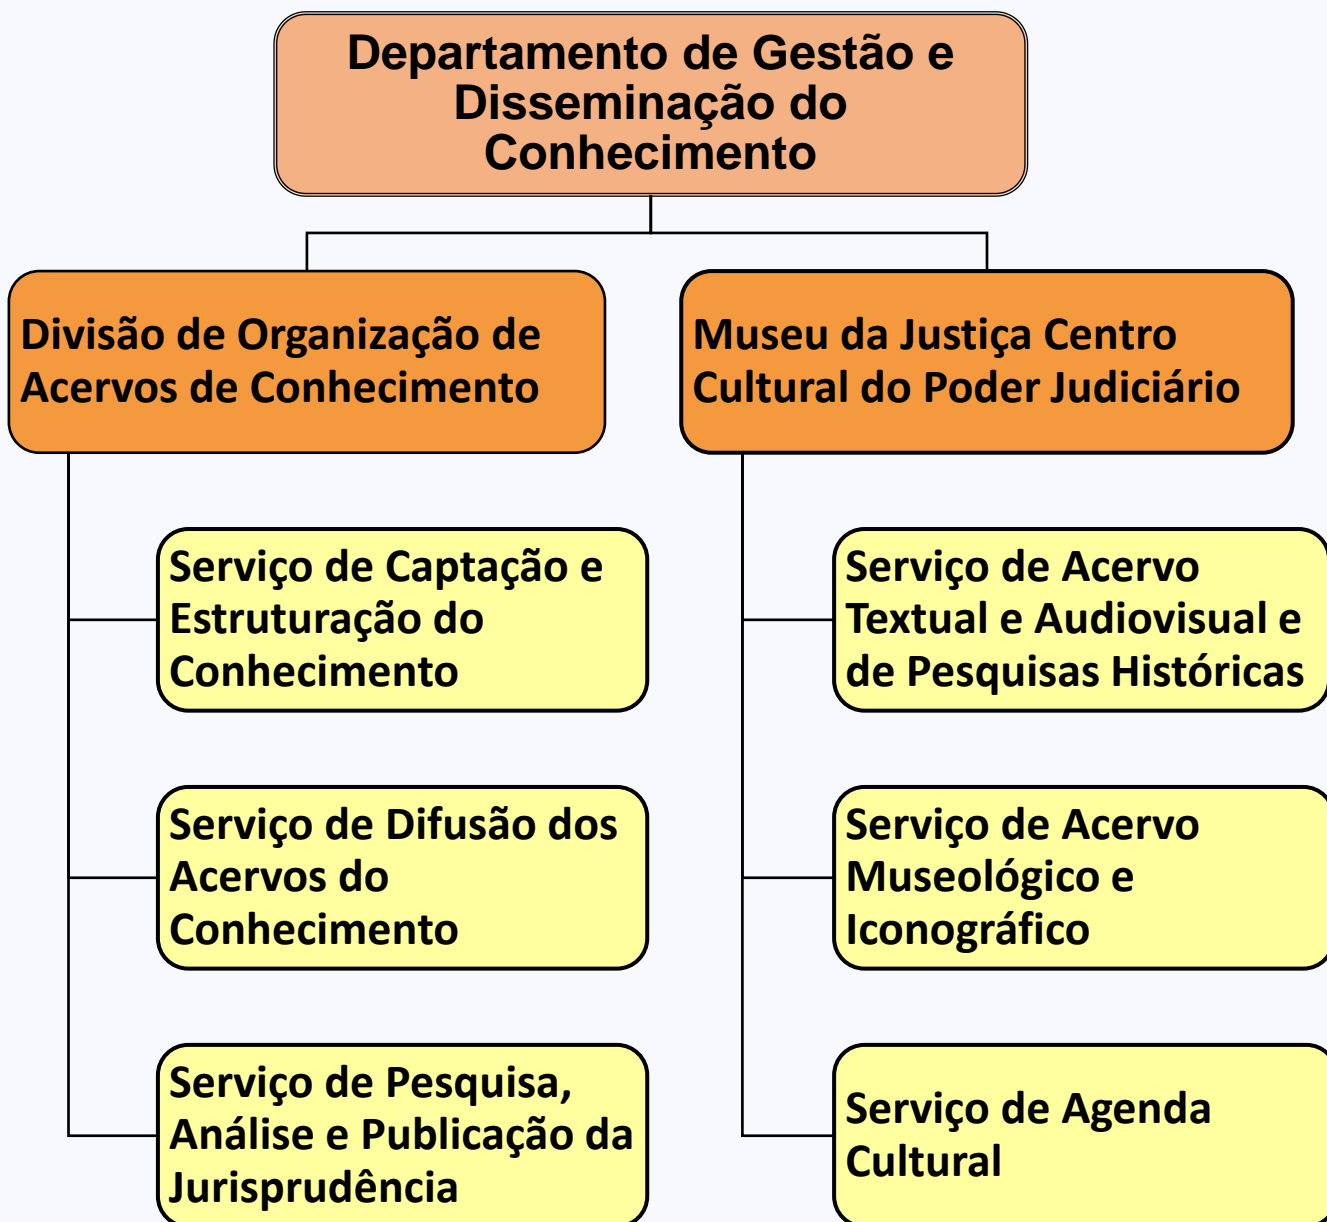 Departamento de Gestão e
Disseminação do
Conhecimento
Divisão de Organização de
Acervos de Conhecimento
Museu da Justiça Centro
Cultural do Poder Judiciário
Serviço de Captação e
Estruturação do
Conhecimento
Serviço de Difusão dos
Acervos do
Conhecimento
Serviço de Pesquisa,
Análise e Publicação da
Jurisprudência
Serviço de Acervo
Textual e Audiovisual e
de Pesquisas Históricas
Serviço de Acervo
Museológico e
Iconográfico
Serviço de Agenda
Cultural